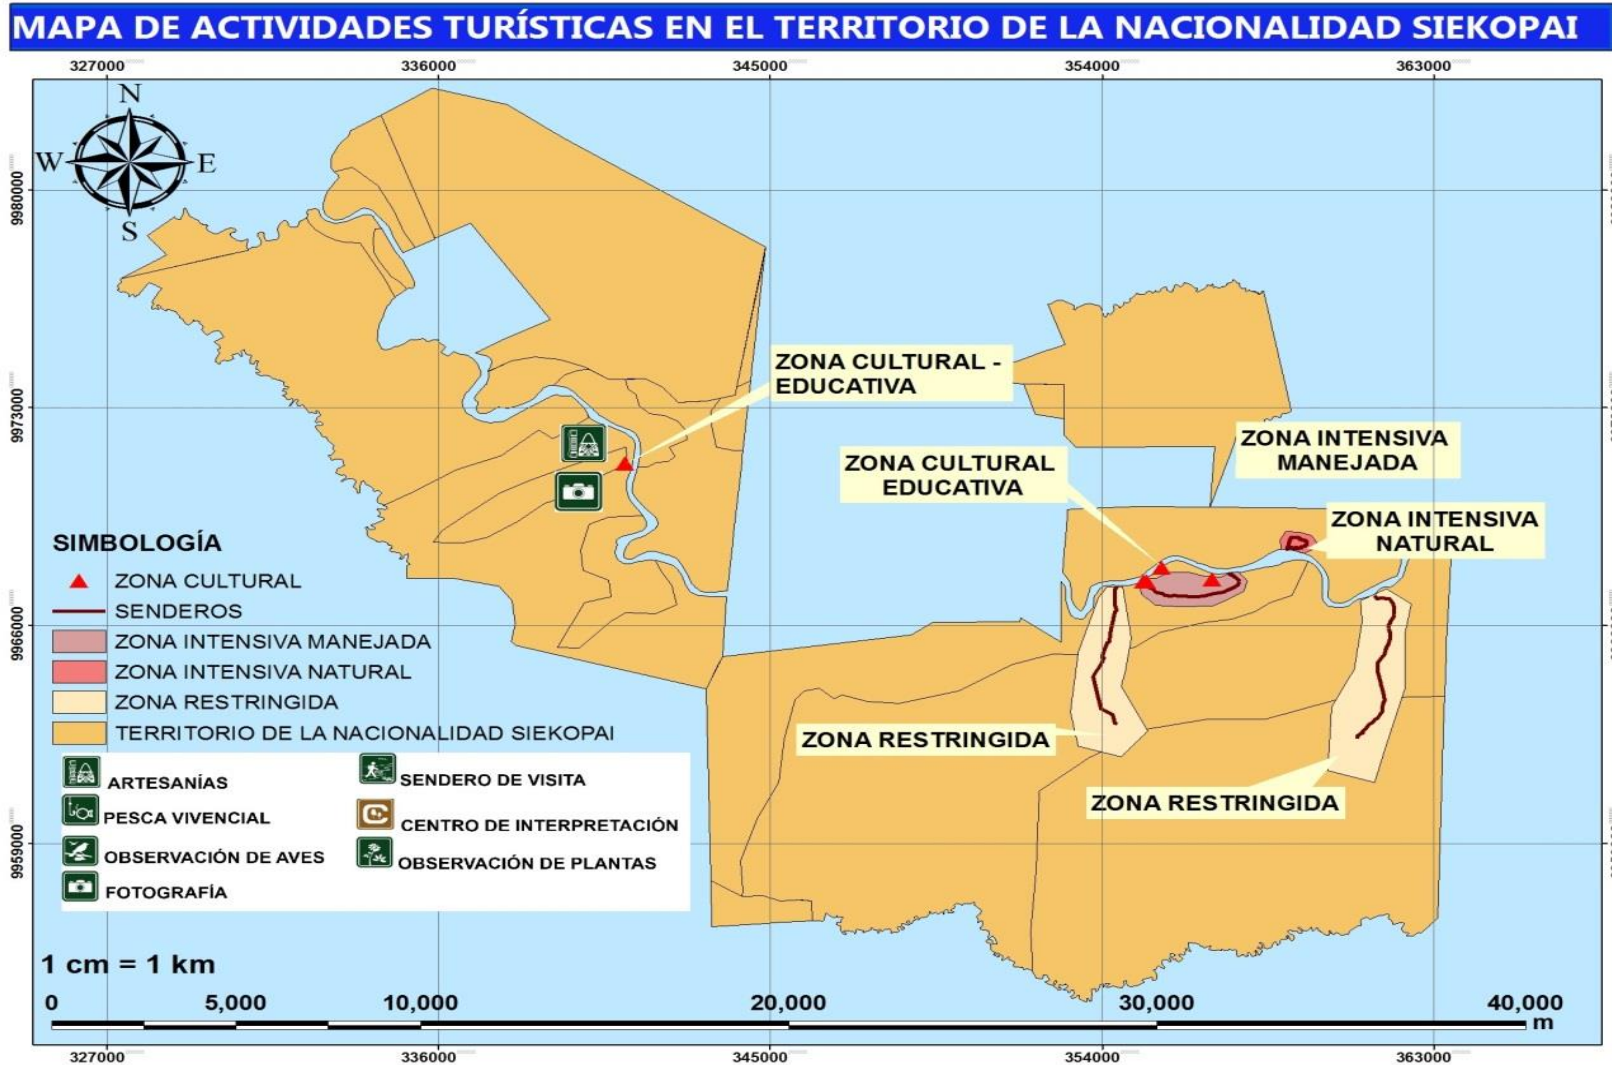 MAPA DE ACTIVIDADES TURÍSTICAS EN EL TERRITORIO DE LA NACIONALIDAD SIEKOPAI
327000 336000 345000 354000 363000
N
W E
S
9980000
9973000
9966000
9959000
ZONA CULTURAL -
EDUCATIVA
ZONA CULTURAL
EDUCATIVA
ZONA INTENSIVA
MANEJADA
ZONA INTENSIVA
NATURAL
ZONA RESTRINGIDA
ZONA RESTRINGIDA
SIMBOLOGÍA
ZONA CULTURAL
SENDEROS
ZONA INTENSIVA MANEJADA
ZONA INTENSIVA NATURAL
ZONA RESTRINGIDA
TERRITORIO DE LA NACIONALIDAD SIEKOPAI
ARTESANÍAS
PESCA VIVENCIAL
OBSERVACIÓN DE AVES
FOTOGRAFÍA
SENDERO DE VISITA
CENTRO DE INTERPRETACIÓN
OBSERVACIÓN DE PLANTAS
1 cm = 1 km
0 5,000 10,000 20,000 30,000 40,000
m
327000 336000 345000 354000 363000